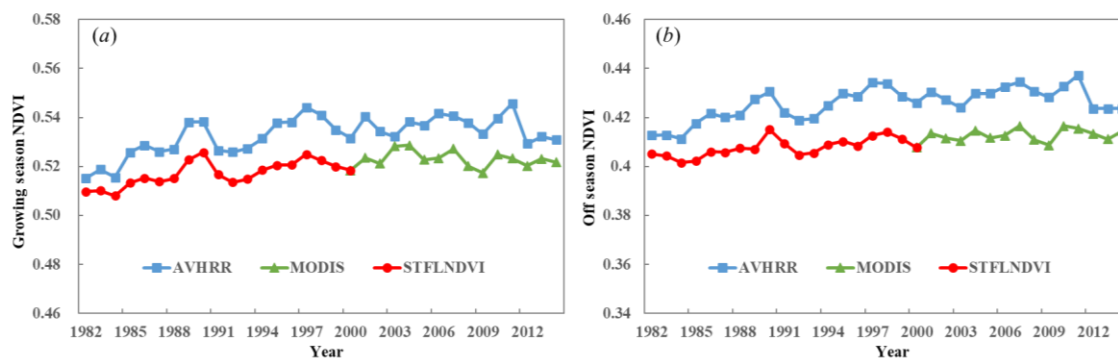 (a)
Growing season NDVI
0.58
0.56
0.54
0.52
0.50
0.48
0.46
AVHRR MODIS STFLNDVI
1982 1985 1988 1991 1994 1997 2000 2003 2006 2009 2012
Year
(b)
Off season NDVI
0.46
0.44
0.42
0.4
0.38
0.36
0.34
AVHRR MODIS STFLNDVI
1982 1985 1988 1991 1994 1997 2000 2003 2006 2009 2012
Year